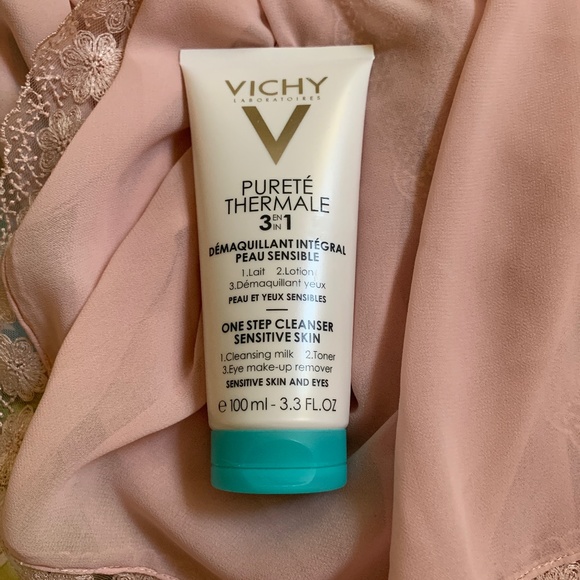 VICHY
LABORATOIRES
V
PURETÉ
THERMALE
3 EN IN 1
DÉMAQUILLANT INTÉGRAL
PEAU SENSIBLE
1.Lait 2.Lotion
3.Démaquillant yeux
PEAU ET YEUX SENSIBLES
ONE STEP CLEANSER
SENSITIVE SKIN
1.Cleansing milk 2.Toner
3.Eye make-up remover
SENSITIVE SKIN AND EYES
℮ 100 ml - 3.3 FL.OZ